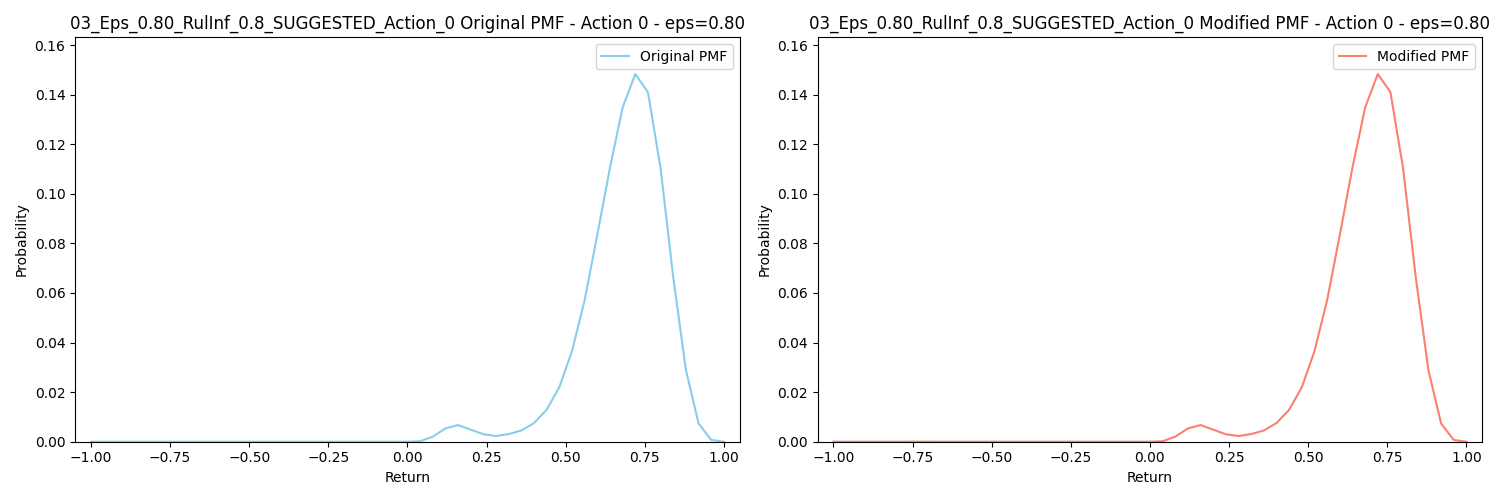 03_Eps_0.80_RulInf_0.8_SUGGESTED_Action_0 Original PMF - Action 0 - eps=0.80
Original PMF
0.16
0.14
0.12
0.10
0.08
0.06
0.04
0.02
0.00
Probability
−1.00 −0.75 −0.50 −0.25 0.00 0.25 0.50 0.75 1.00
Return
03_Eps_0.80_RulInf_0.8_SUGGESTED_Action_0 Modified PMF - Action 0 - eps=0.80
Modified PMF
0.16
0.14
0.12
0.10
0.08
0.06
0.04
0.02
0.00
Probability
−1.00 −0.75 −0.50 −0.25 0.00 0.25 0.50 0.75 1.00
Return